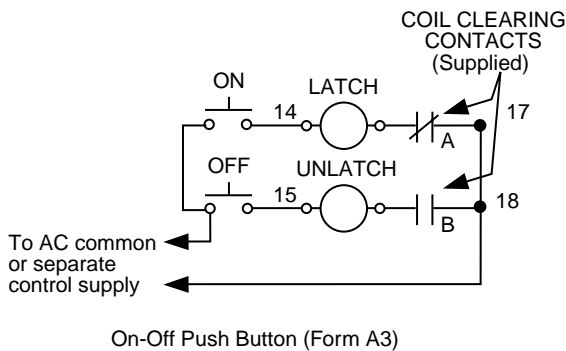 COIL CLEARING
CONTACTS
(Supplied)
ON
LATCH
14
17
A
OFF
UNLATCH
15
18
B
To AC common
or separate
control supply
On-Off Push Button (Form A3)